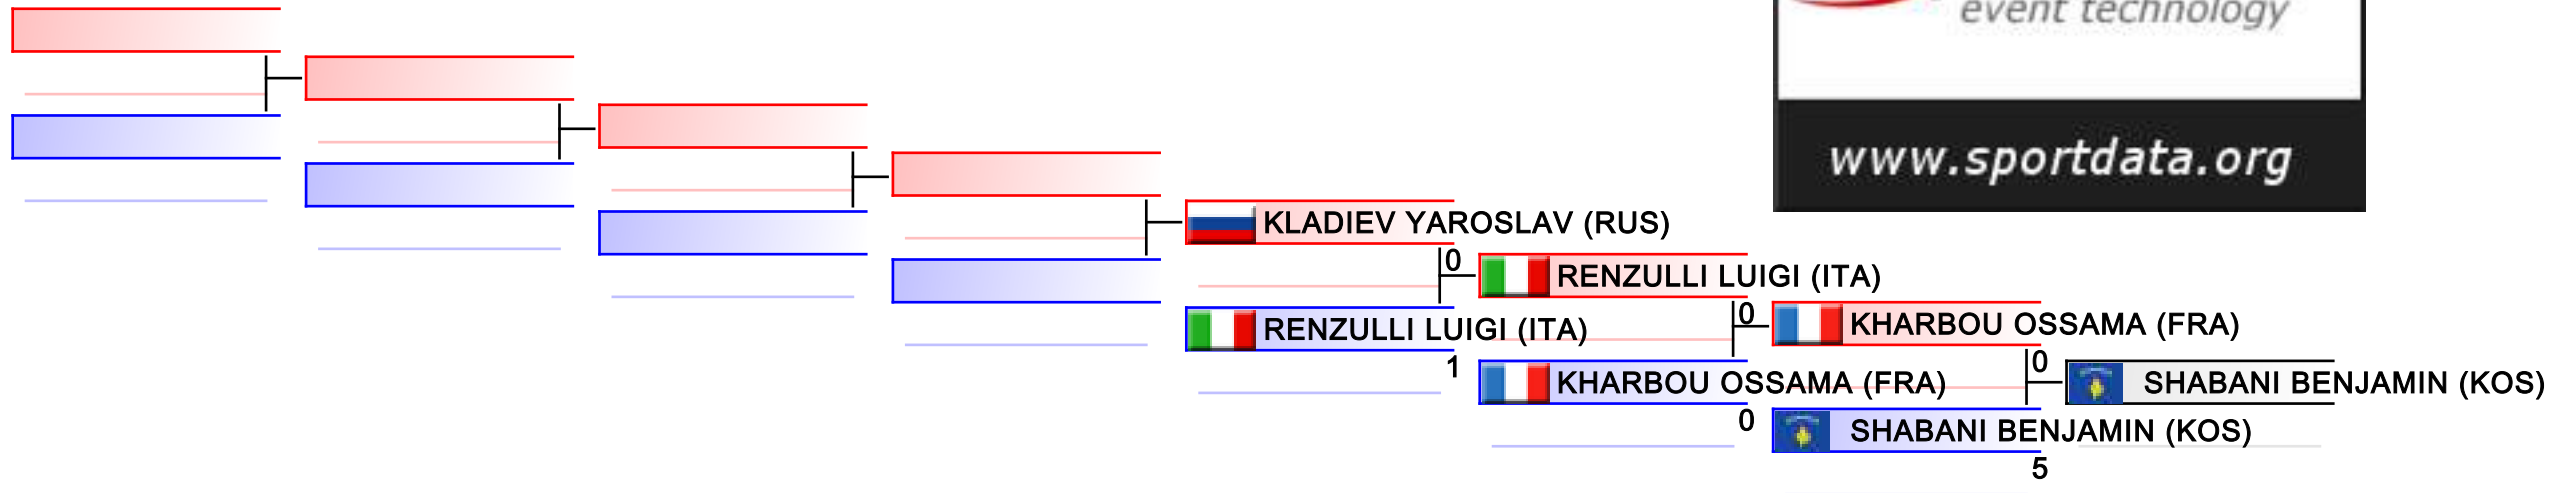 event technology
www.sportdata.org
KLADIEV YAROSLAV (RUS)
0
RENZULLI LUIGI (ITA)
RENZULLI LUIGI (ITA)
1
0
KHARBOU OSSAMA (FRA)
KHARBOU OSSAMA (FRA)
0
0
SHABANI BENJAMIN (KOS)
SHABANI BENJAMIN (KOS)
5